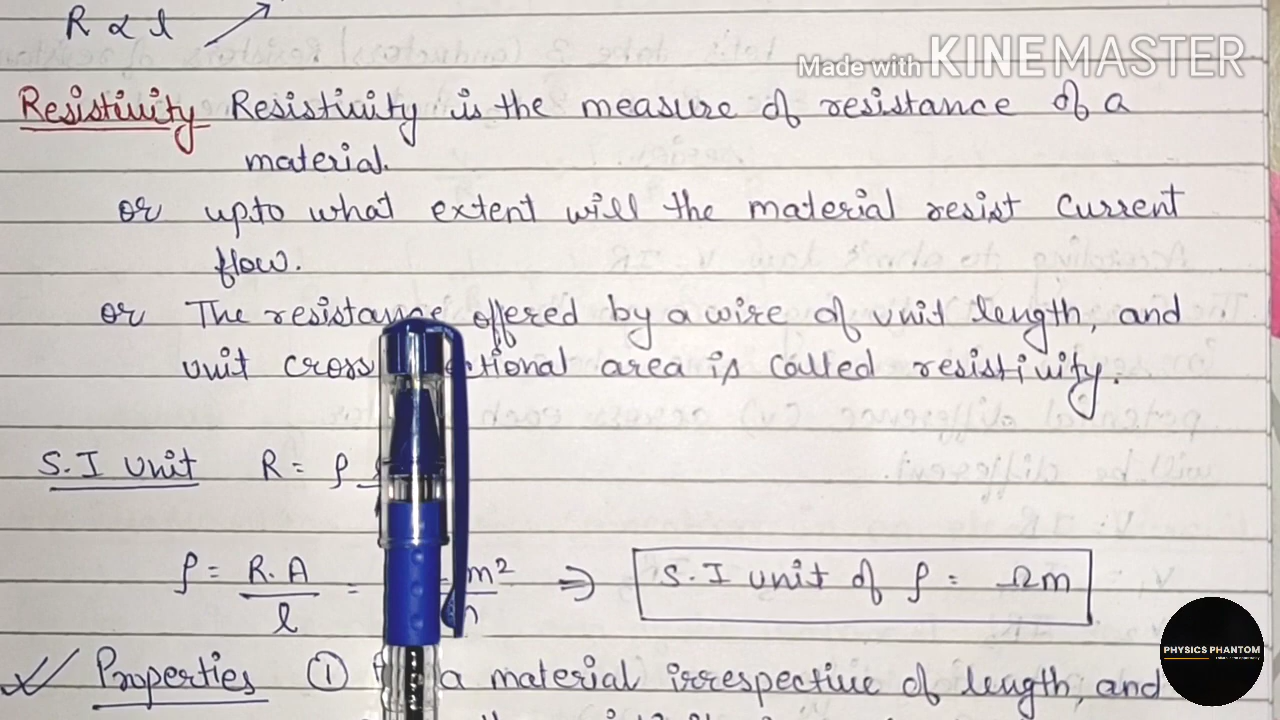 R ∝ l
Made with KINEMASTER
Resistivity Resistivity is the measure of resistance of a
material.
or upto what extent will the material resist current
flow.
or The resistance offered by a wire of unit length, and
unit cross ectional area is called resistivity.
S.I unit R = ρ
ρ = R.A / l = m² ⇒ S.I unit of ρ = Ωm
PHYSICS PHANTOM
Properties ① a material irrespective of length, and